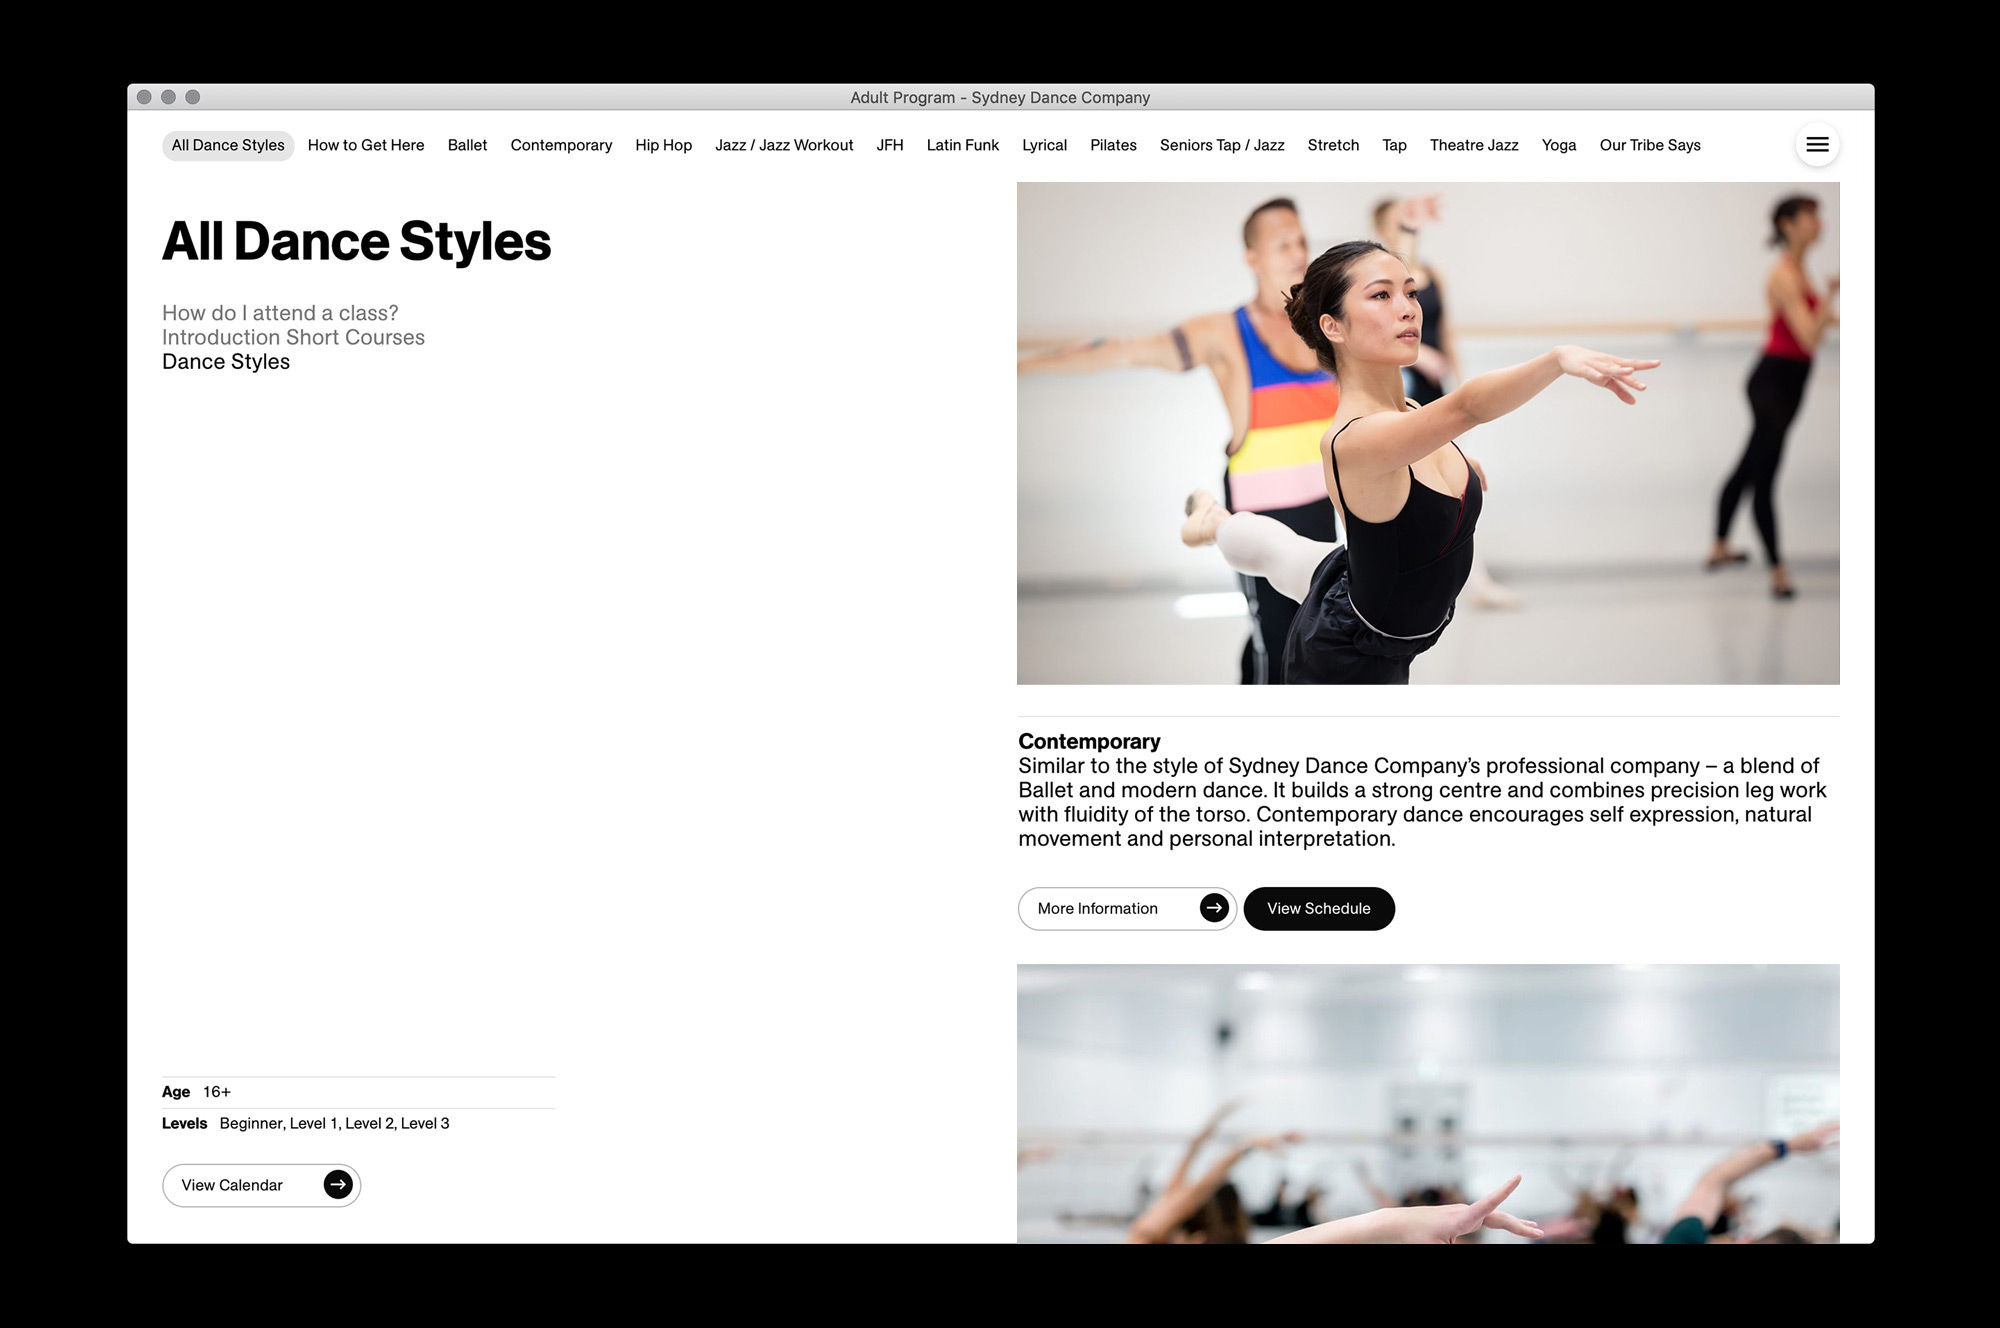 Adult Program - Sydney Dance Company
All Dance Styles How to Get Here Ballet Contemporary Hip Hop Jazz / Jazz Workout JFH Latin Funk Lyrical Pilates Seniors Tap / Jazz Stretch Tap Theatre Jazz Yoga Our Tribe Says
All Dance Styles
How do I attend a class?
Introduction Short Courses
Dance Styles
Age 16+
Levels Beginner, Level 1, Level 2, Level 3
View Calendar
Contemporary
Similar to the style of Sydney Dance Company’s professional company – a blend of
Ballet and modern dance. It builds a strong centre and combines precision leg work
with fluidity of the torso. Contemporary dance encourages self expression, natural
movement and personal interpretation.
More Information
View Schedule